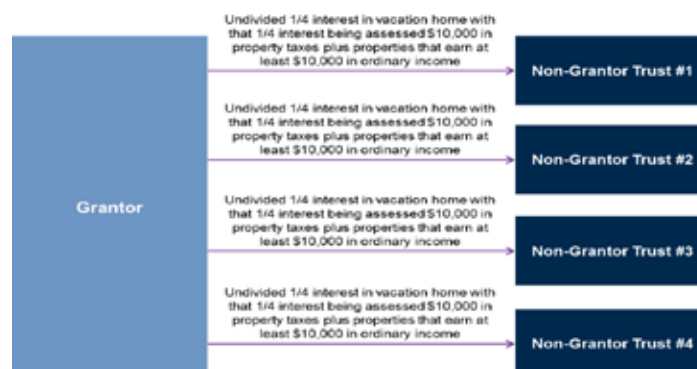 Undivided 1/4 interest in vacation home with
that 1/4 interest being assessed $10,000 in
property taxes plus properties that earn at
least $10,000 in ordinary income
Non-Grantor Trust #1
Undivided 1/4 interest in vacation home with
that 1/4 interest being assessed $10,000 in
property taxes plus properties that earn at
least $10,000 in ordinary income
Non-Grantor Trust #2
Grantor
Undivided 1/4 interest in vacation home with
that 1/4 interest being assessed $10,000 in
property taxes plus properties that earn at
least $10,000 in ordinary income
Non-Grantor Trust #3
Undivided 1/4 interest in vacation home with
that 1/4 interest being assessed $10,000 in
property taxes plus properties that earn at
least $10,000 in ordinary income
Non-Grantor Trust #4